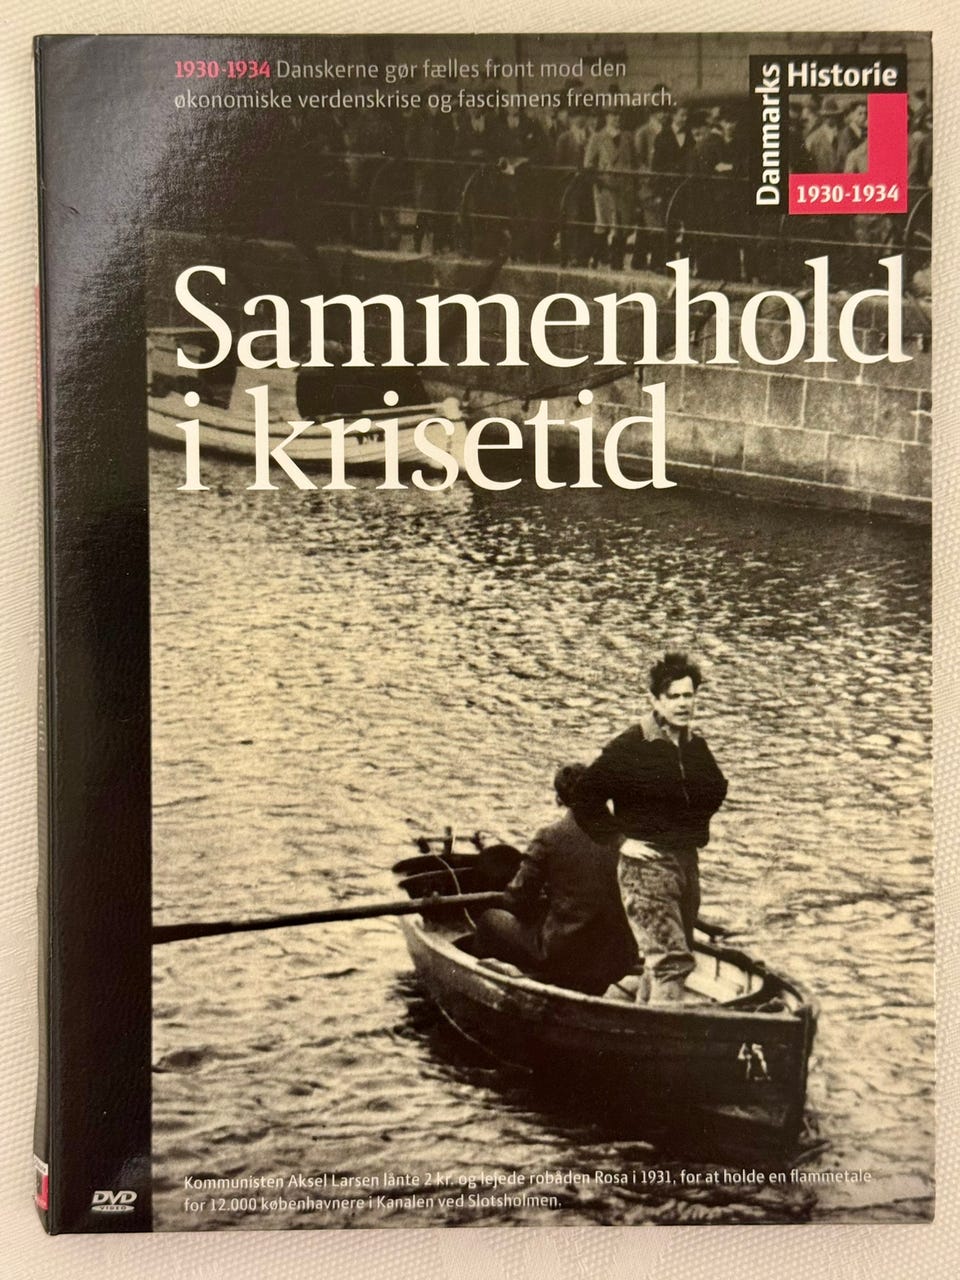 1930-1934 Danskerne gør fælles front mod den
økonomiske verdenskrise og fascismens fremmarch.
Danmarks
Historie
1930-1934
Sammenhold
i krisetid
45
Kommunisten Aksel Larsen lånte 2 kr. og lejede robåden Rosa i 1931, for at holde en flammetale
for 12.000 københavnere i Kanalen ved Slotsholmen.
DVD
VIDEO